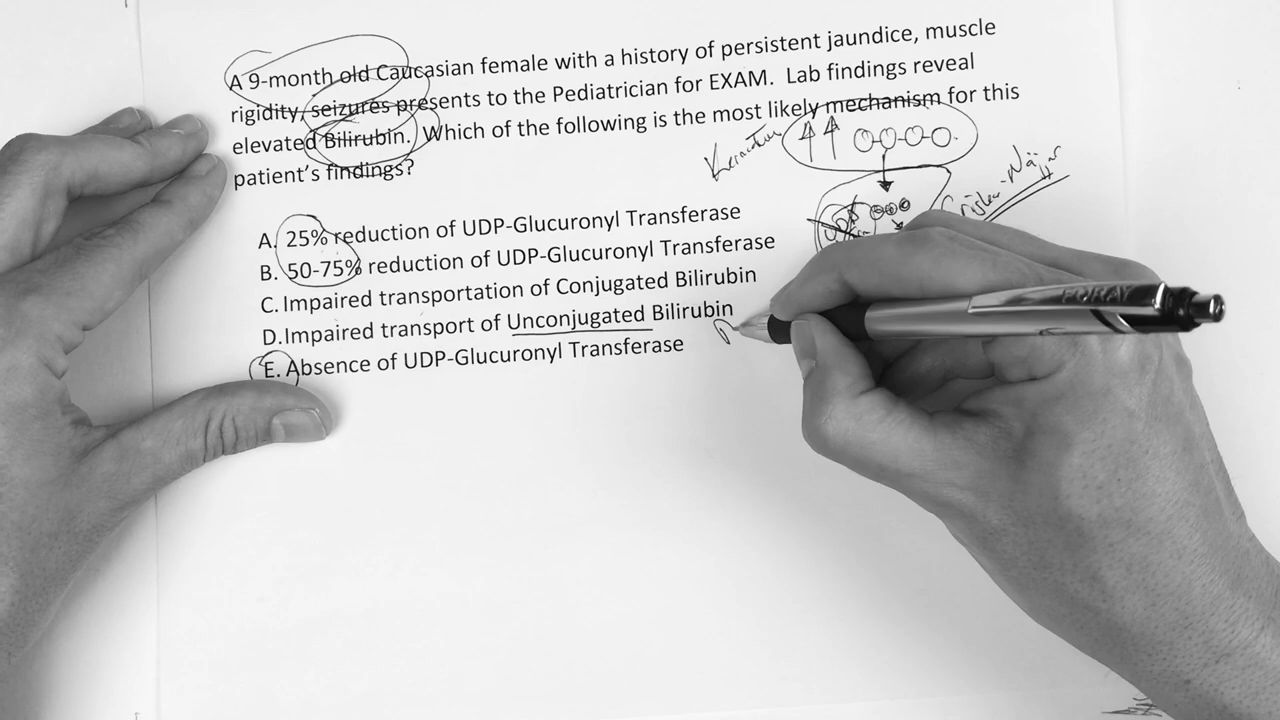 A 9-month old Caucasian female with a history of persistent jaundice, muscle
rigidity, seizures presents to the Pediatrician for EXAM. Lab findings reveal
elevated Bilirubin. Which of the following is the most likely mechanism for this
patient's findings?
A. 25% reduction of UDP-Glucuronyl Transferase
B. 50-75% reduction of UDP-Glucuronyl Transferase
C. Impaired transportation of Conjugated Bilirubin
D. Impaired transport of Unconjugated Bilirubin
E. Absence of UDP-Glucuronyl Transferase
FORAY